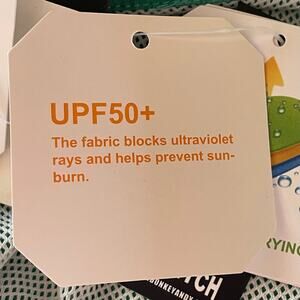 UPF50+
The fabric blocks ultraviolet
rays and helps prevent sun-
burn.